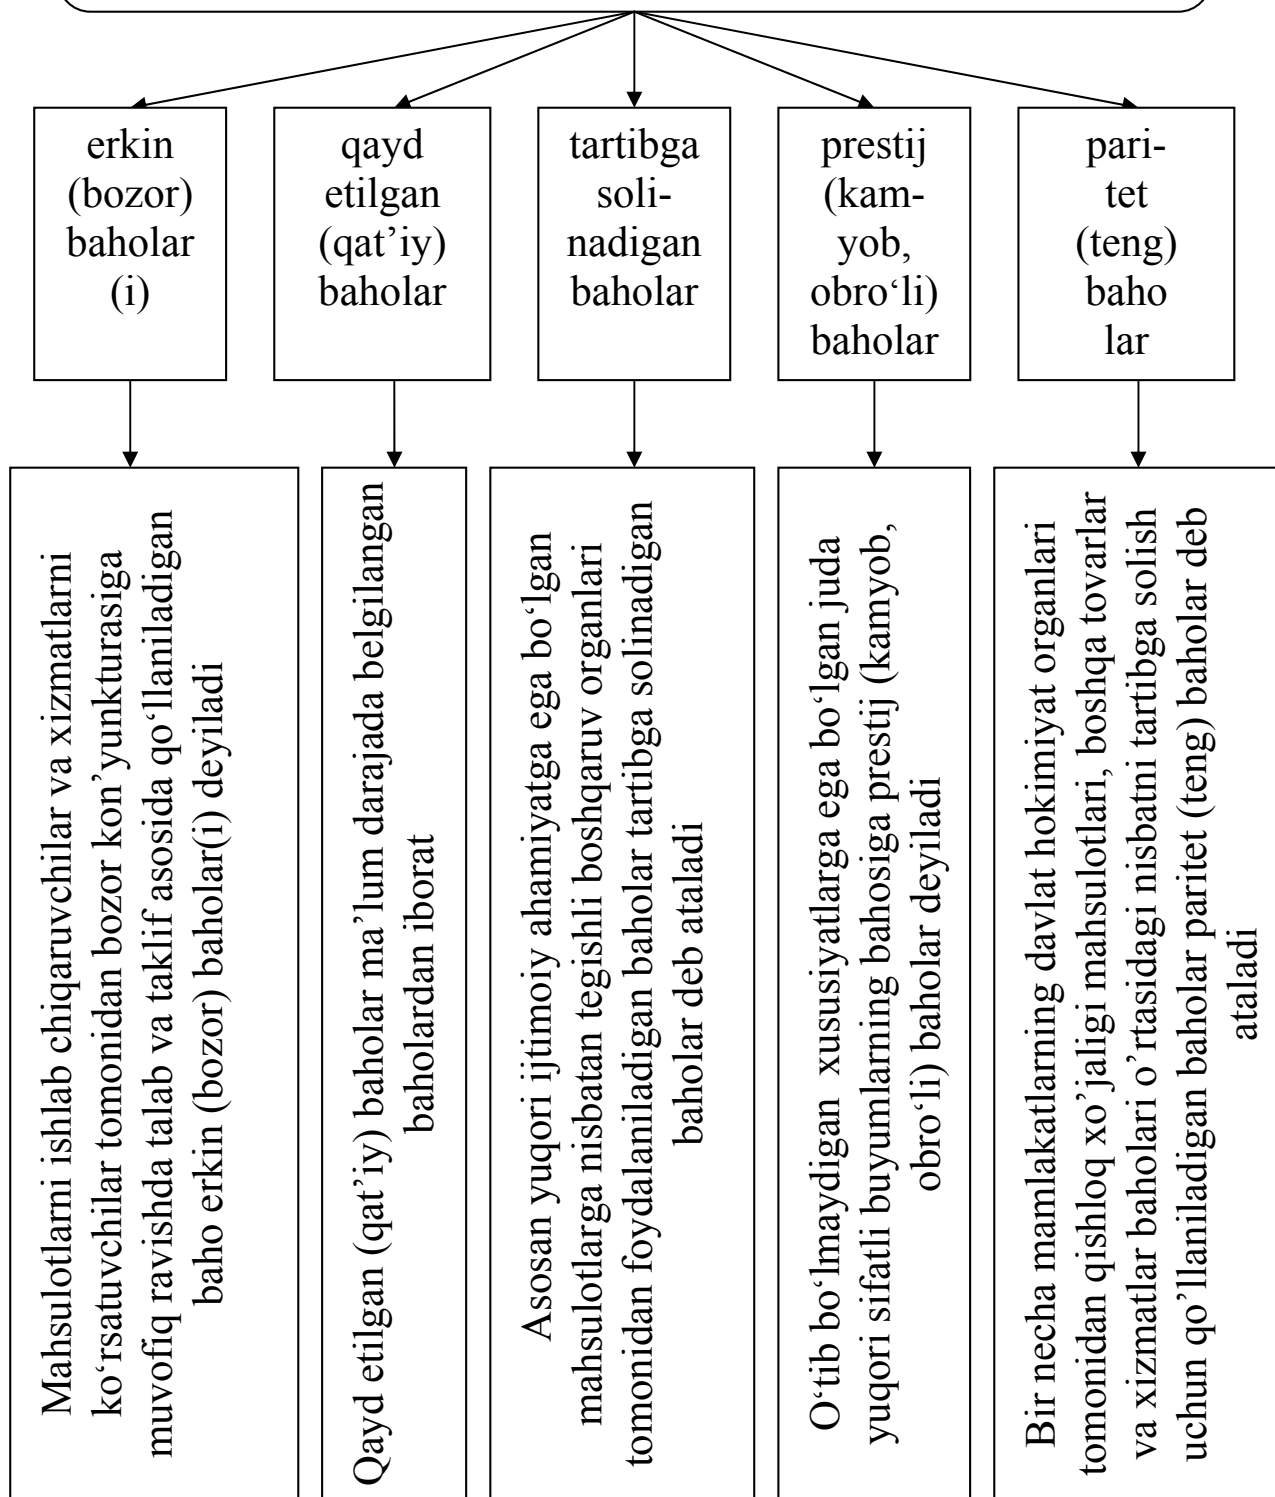 erkin
(bozor)
baholar
(i)
qayd
etilgan
(qat’iy)
baholar
tartibga
soli-
nadigan
baholar
prestij
(kam-
yob,
obro‘li)
baholar
pari-
tet
(teng)
baho
lar
Mahsulotlarni ishlab chiqaruvchilar va xizmatlarni
ko‘rsatuvchilar tomonidan bozor kon’yunkturasiga
muvofiq ravishda talab va taklif asosida qo‘llaniladigan
baho erkin (bozor) baholar(i) deyiladi
Qayd etilgan (qat’iy) baholar ma’lum darajada belgilangan
baholardan iborat
Asosan yuqori ijtimoiy ahamiyatga ega bo‘lgan
mahsulotlarga nisbatan tegishli boshqaruv organlari
tomonidan foydalaniladigan baholar tartibga solinadigan
baholar deb ataladi
O‘tib bo‘lmaydigan xususiyatlarga ega bo‘lgan juda
yuqori sifatli buyumlarning bahosiga prestij (kamyob,
obro‘li) baholar deyiladi
Bir necha mamlakatlarning davlat hokimiyat organlari
tomonidan qishloq xo’jaligi mahsulotlari, boshqa tovarlar
va xizmatlar baholari o’rtasidagi nisbatni tartibga solish
uchun qo’llaniladigan baholar paritet (teng) baholar deb
ataladi